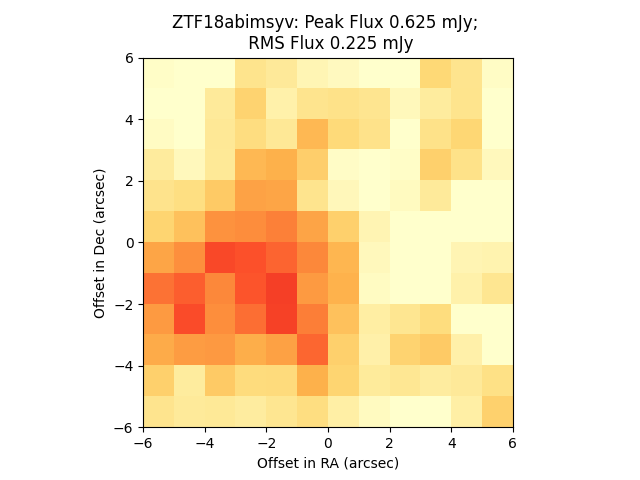 ZTF18abimsyv: Peak Flux 0.625 mJy;
RMS Flux 0.225 mJy
6
4
2
0
−2
−4
−6
Offset in Dec (arcsec)
−6 −4 −2 0 2 4 6
Offset in RA (arcsec)